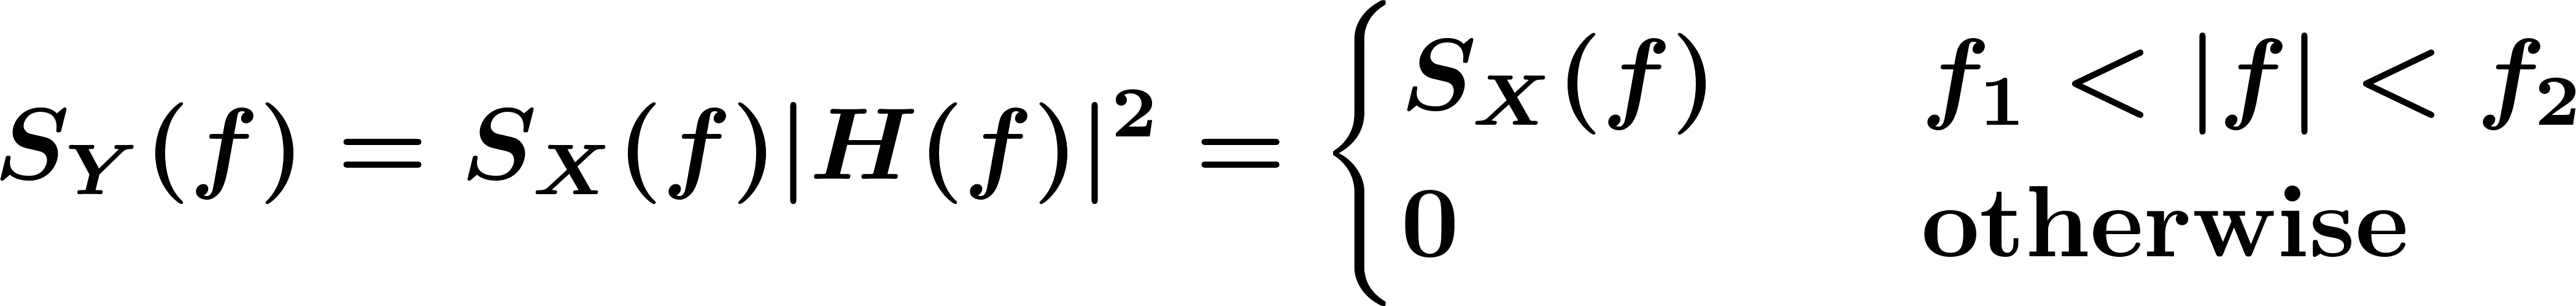 S_Y(f) = S_X(f)|H(f)|^2 = { S_X(f)   f_1 < |f| < f_2
0   otherwise